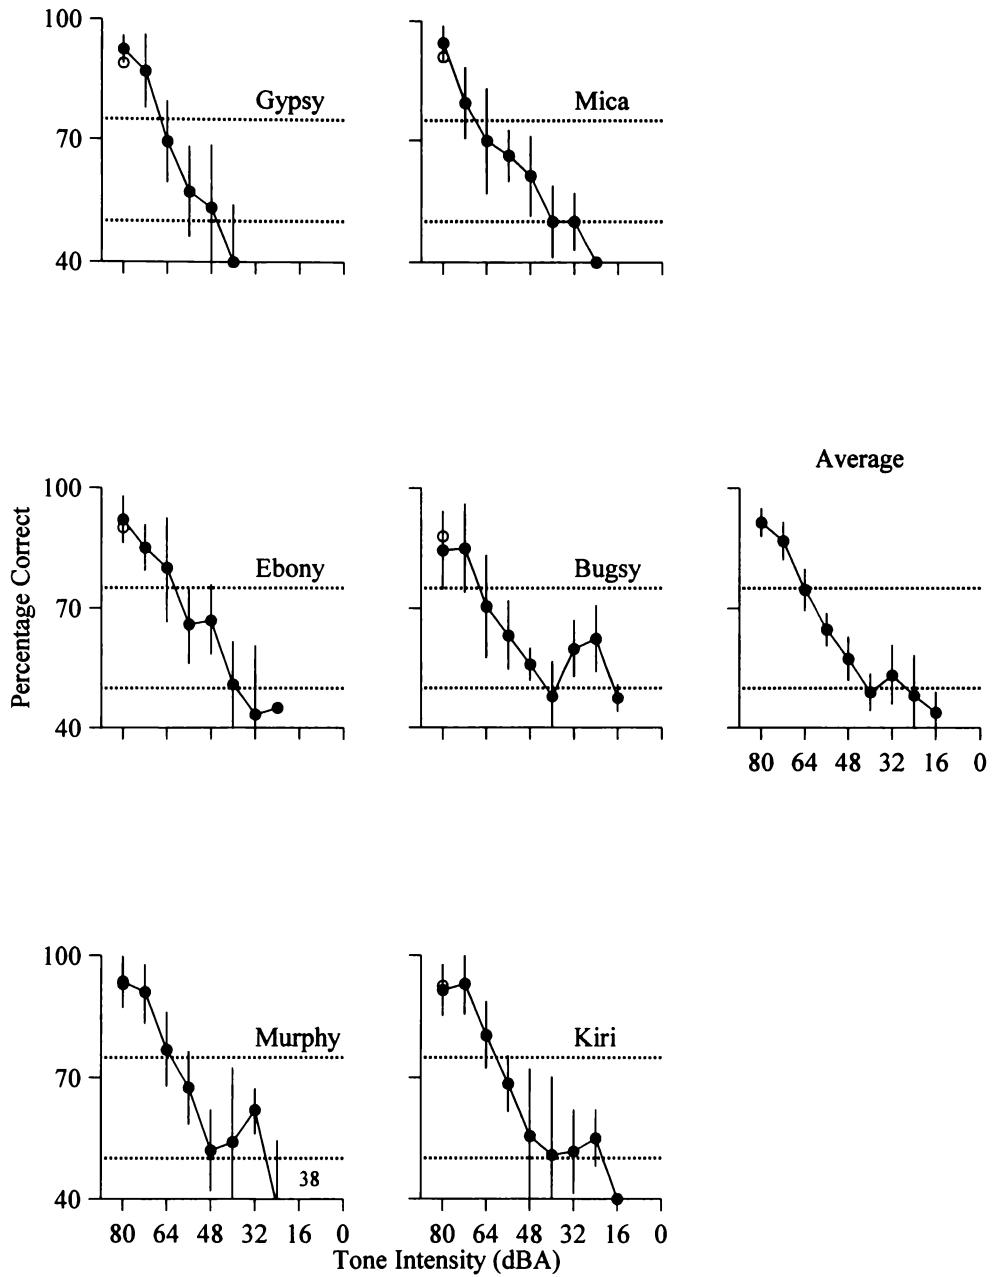 100
Gypsy
Mica
70
40
Average
100
Ebony
Bugsy
70
40
80 64 48 32 16 0
Percentage Correct
100
Murphy
Kiri
70
38
40
80 64 48 32 16 0
80 64 48 32 16 0
Tone Intensity (dBA)